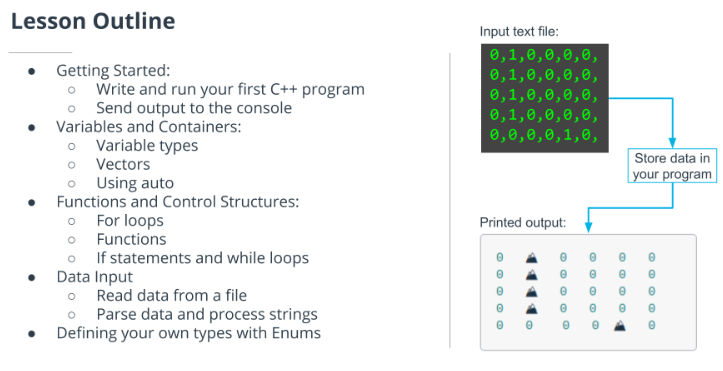 Lesson Outline
Getting Started:
Write and run your first C++ program
Send output to the console
Variables and Containers:
Variable types
Vectors
Using auto
Functions and Control Structures:
For loops
Functions
If statements and while loops
Data Input
Read data from a file
Parse data and process strings
Defining your own types with Enums
Input text file:
0,1,0,0,0,0,
0,1,0,0,0,0,
0,1,0,0,0,0,
0,1,0,0,0,0,
0,0,0,0,1,0,
Store data in
your program
Printed output:
0 ⛰ 0 0 0 0
0 ⛰ 0 0 0 0
0 ⛰ 0 0 0 0
0 ⛰ 0 0 0 0
0 0 0 0 ⛰ 0